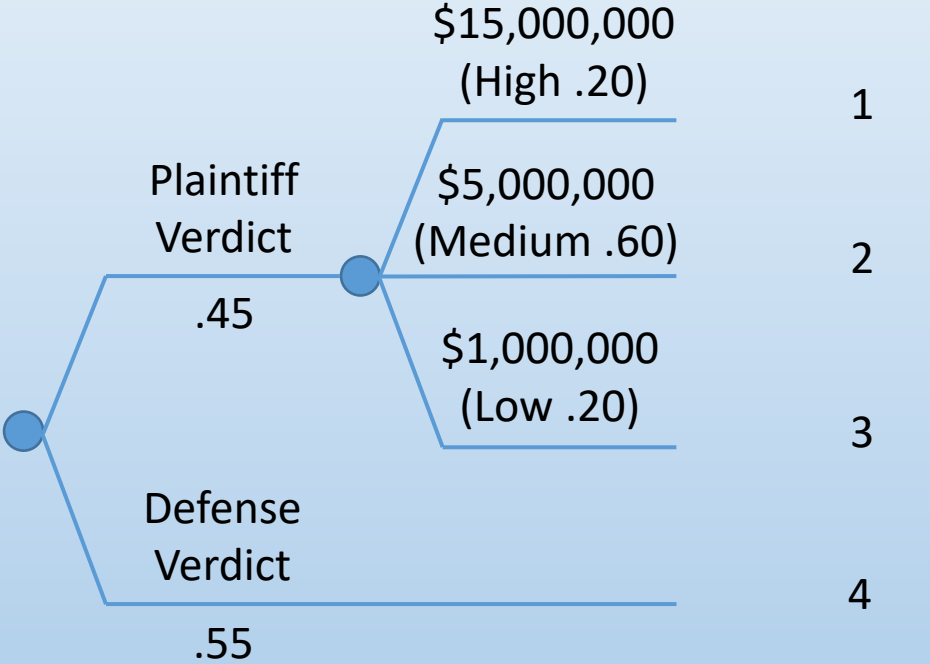 $15,000,000
(High .20)
1
Plaintiff
Verdict
.45
$5,000,000
(Medium .60)
2
$1,000,000
(Low .20)
3
Defense
Verdict
.55
4